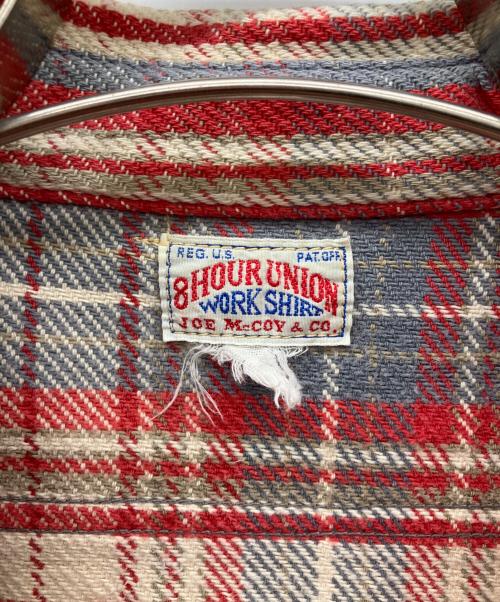 REG. U.S. PAT. OFF.
8 HOUR UNION
WORK SHIRT
JOE McCOY & CO.